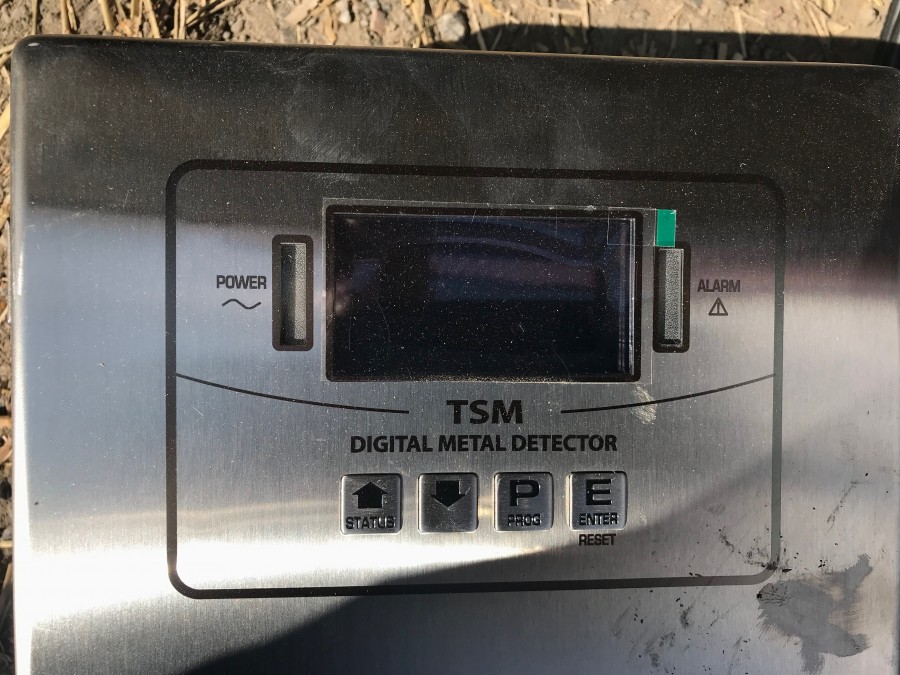 POWER
ALARM
TSM
DIGITAL METAL DETECTOR
STATUS
P
PROG
E
ENTER
RESET